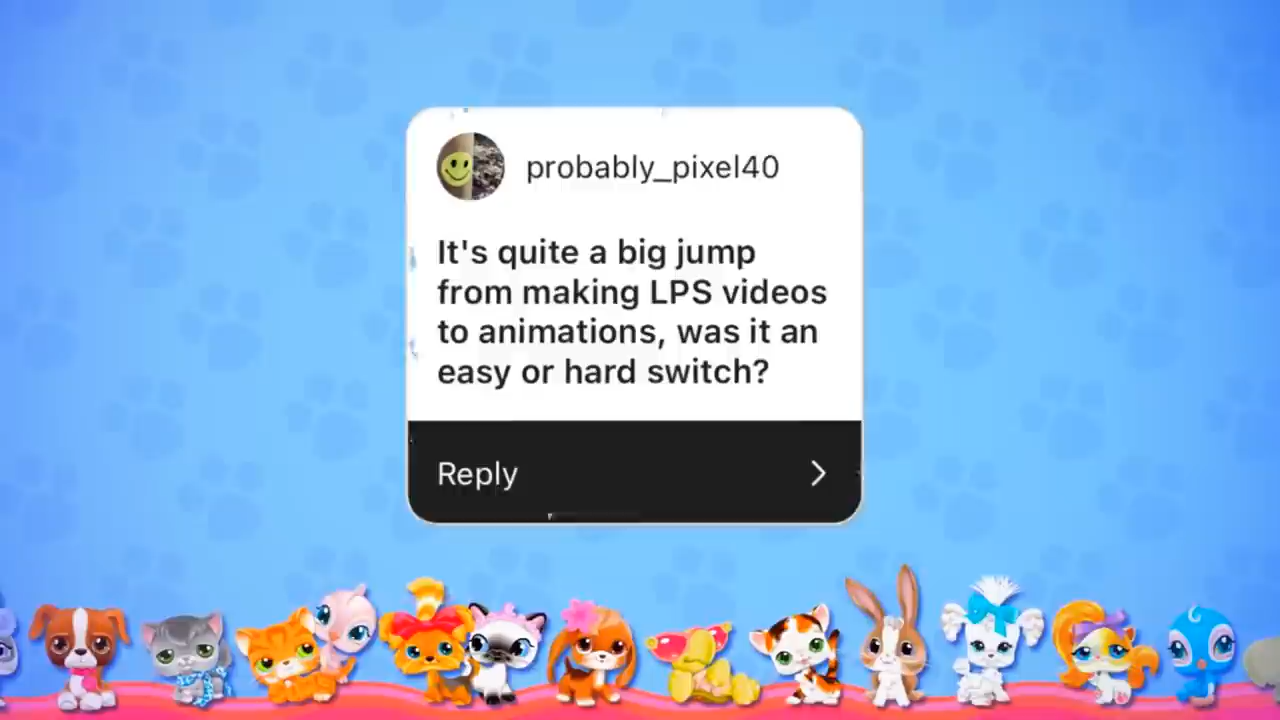 probably_pixel40
It's quite a big jump
from making LPS videos
to animations, was it an
easy or hard switch?
Reply